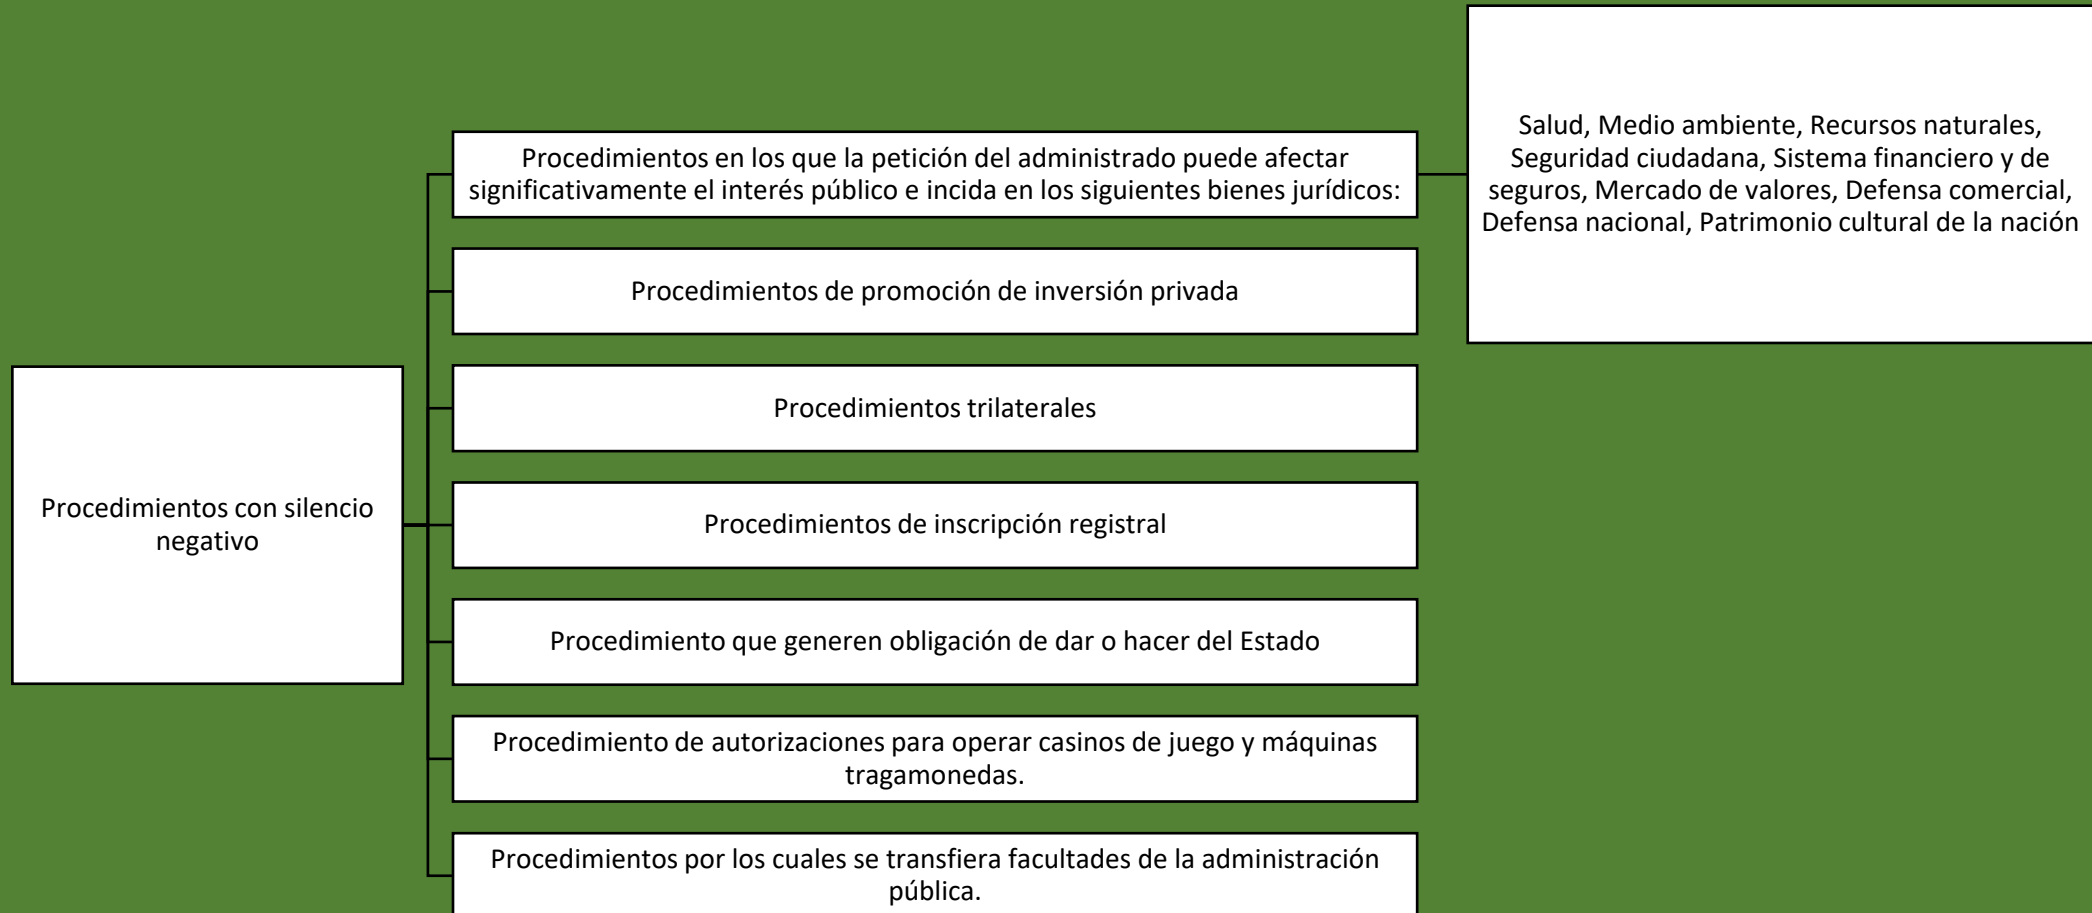 Procedimientos con silencio
negativo
Procedimientos en los que la petición del administrado puede afectar
significativamente el interés público e incida en los siguientes bienes jurídicos:
Salud, Medio ambiente, Recursos naturales,
Seguridad ciudadana, Sistema financiero y de
seguros, Mercado de valores, Defensa comercial,
Defensa nacional, Patrimonio cultural de la nación
Procedimientos de promoción de inversión privada
Procedimientos trilaterales
Procedimientos de inscripción registral
Procedimiento que generen obligación de dar o hacer del Estado
Procedimiento de autorizaciones para operar casinos de juego y máquinas
tragamonedas.
Procedimientos por los cuales se transfiera facultades de la administración
pública.